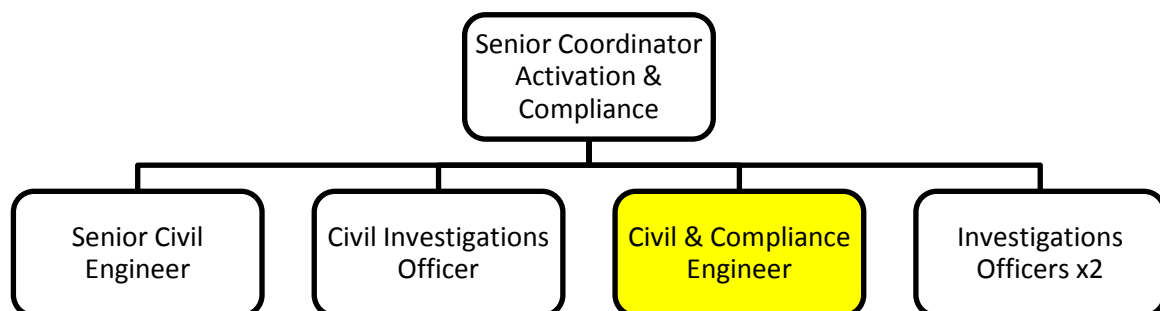 Senior Coordinator
Activation &
Compliance
Senior Civil
Engineer
Civil Investigations
Officer
Civil & Compliance
Engineer
Investigations
Officers x2